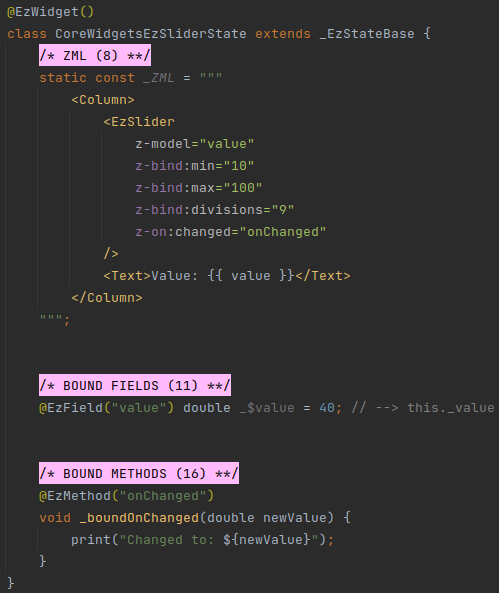 @EzWidget()
class CoreWidgetsEzSliderState extends _EzStateBase {
    /* ZML (8) **/
    static const _ZML = """
        <Column>
            <EzSlider
                z-model="value"
                z-bind:min="10"
                z-bind:max="100"
                z-bind:divisions="9"
                z-on:changed="onChanged"
            />
            <Text>Value: {{ value }}</Text>
        </Column>
    """;
    /* BOUND FIELDS (11) **/
    @EzField("value") double _$value = 40; // --> this._value
    /* BOUND METHODS (16) **/
    @EzMethod("onChanged")
    void _boundOnChanged(double newValue) {
        print("Changed to: ${newValue}");
    }
}